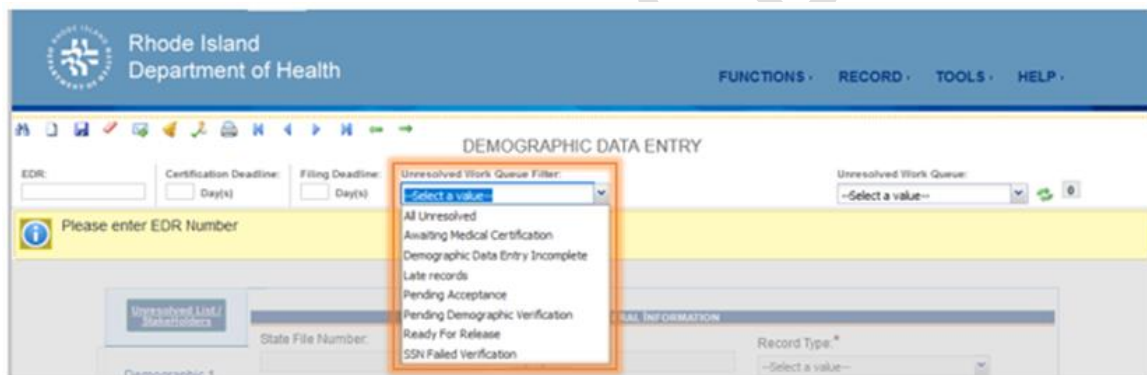 Rhode Island
Department of Health
FUNCTIONS
RECORD
TOOLS
HELP
DEMOGRAPHIC DATA ENTRY
EDR:
Certification Deadline:
Filing Deadline:
Unresolved Work Queue Filter:
Unresolved Work Queue:
Day(s)
Day(s)
--Select a value--
--Select a value--
0
Please enter EDR Number
All Unresolved
Awaiting Medical Certification
Demographic Data Entry Incomplete
Late records
Pending Acceptance
Pending Demographic Verification
Ready For Release
SSN Failed Verification
Unresolved List /
Stakeholders
INFORMATION
State File Number:
Record Type:*
--Select a value--
Demographic 1